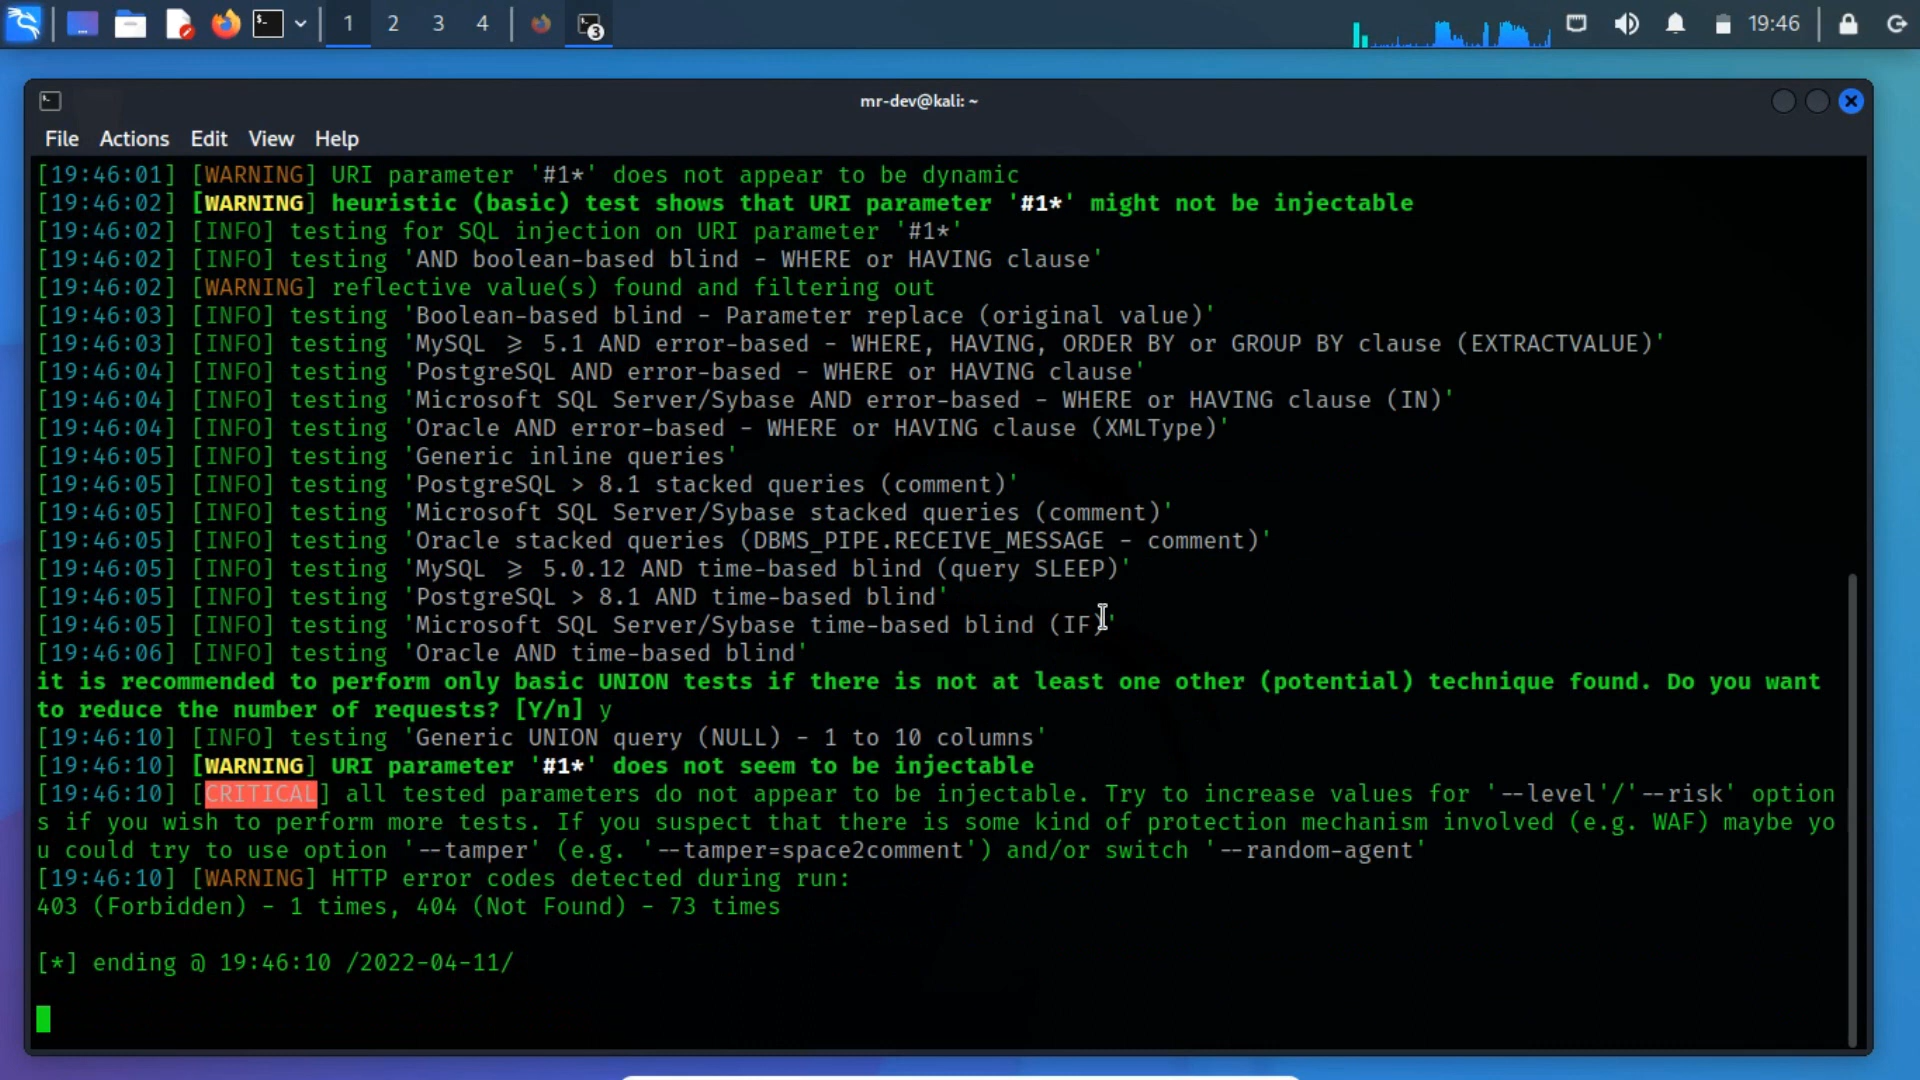 1 2 3 4 3 19:46
mr-dev@kali: ~
File Actions Edit View Help
[19:46:01] [WARNING] URI parameter '#1*' does not appear to be dynamic
[19:46:02] [WARNING] heuristic (basic) test shows that URI parameter '#1*' might not be injectable
[19:46:02] [INFO] testing for SQL injection on URI parameter '#1*'
[19:46:02] [INFO] testing 'AND boolean-based blind - WHERE or HAVING clause'
[19:46:02] [WARNING] reflective value(s) found and filtering out
[19:46:03] [INFO] testing 'Boolean-based blind - Parameter replace (original value)'
[19:46:03] [INFO] testing 'MySQL ≥ 5.1 AND error-based - WHERE, HAVING, ORDER BY or GROUP BY clause (EXTRACTVALUE)'
[19:46:04] [INFO] testing 'PostgreSQL AND error-based - WHERE or HAVING clause'
[19:46:04] [INFO] testing 'Microsoft SQL Server/Sybase AND error-based - WHERE or HAVING clause (IN)'
[19:46:04] [INFO] testing 'Oracle AND error-based - WHERE or HAVING clause (XMLType)'
[19:46:05] [INFO] testing 'Generic inline queries'
[19:46:05] [INFO] testing 'PostgreSQL > 8.1 stacked queries (comment)'
[19:46:05] [INFO] testing 'Microsoft SQL Server/Sybase stacked queries (comment)'
[19:46:05] [INFO] testing 'Oracle stacked queries (DBMS_PIPE.RECEIVE_MESSAGE - comment)'
[19:46:05] [INFO] testing 'MySQL ≥ 5.0.12 AND time-based blind (query SLEEP)'
[19:46:05] [INFO] testing 'PostgreSQL > 8.1 AND time-based blind'
[19:46:05] [INFO] testing 'Microsoft SQL Server/Sybase time-based blind (IF)'
[19:46:06] [INFO] testing 'Oracle AND time-based blind'
it is recommended to perform only basic UNION tests if there is not at least one other (potential) technique found. Do you want
to reduce the number of requests? [Y/n] y
[19:46:10] [INFO] testing 'Generic UNION query (NULL) - 1 to 10 columns'
[19:46:10] [WARNING] URI parameter '#1*' does not seem to be injectable
[19:46:10] [CRITICAL] all tested parameters do not appear to be injectable. Try to increase values for '--level'/'--risk' option
s if you wish to perform more tests. If you suspect that there is some kind of protection mechanism involved (e.g. WAF) maybe yo
u could try to use option '--tamper' (e.g. '--tamper=space2comment') and/or switch '--random-agent'
[19:46:10] [WARNING] HTTP error codes detected during run:
403 (Forbidden) - 1 times, 404 (Not Found) - 73 times
[*] ending @ 19:46:10 /2022-04-11/